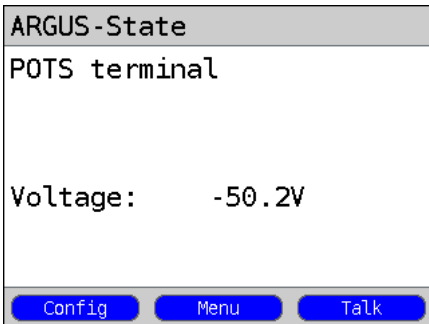 ARGUS-State
POTS terminal
Voltage: -50.2V
Config Menu Talk